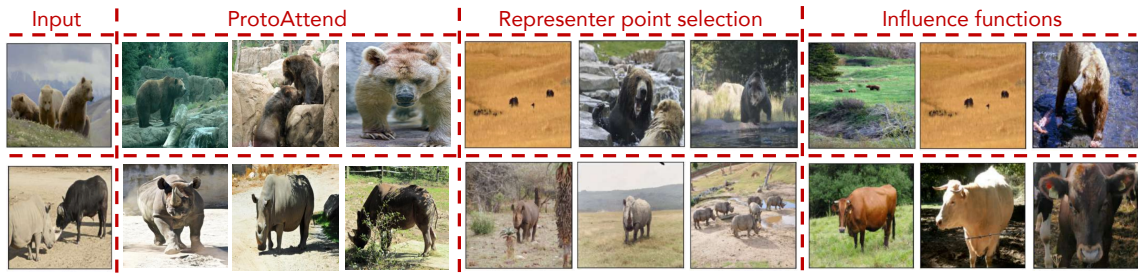 Input
ProtoAttend
Representer point selection
Influence functions